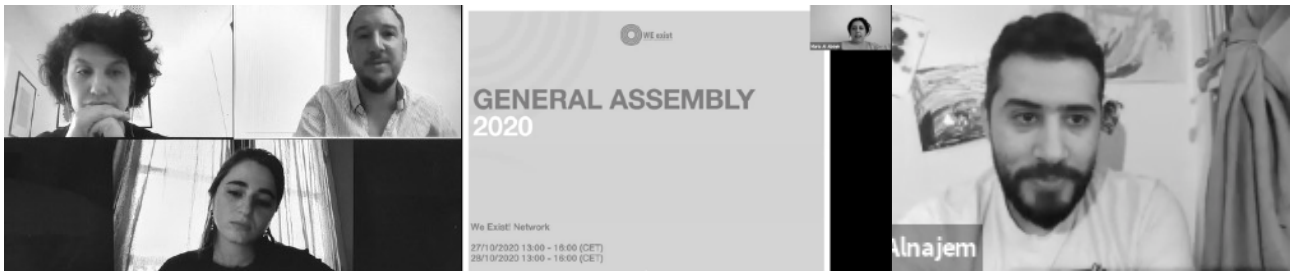 WE exist
GENERAL ASSEMBLY
2020
We Exist! Network
27/10/2020 13:00 - 16:00 (CET)
28/10/2020 13:00 - 16:00 (CET)
Alnajem